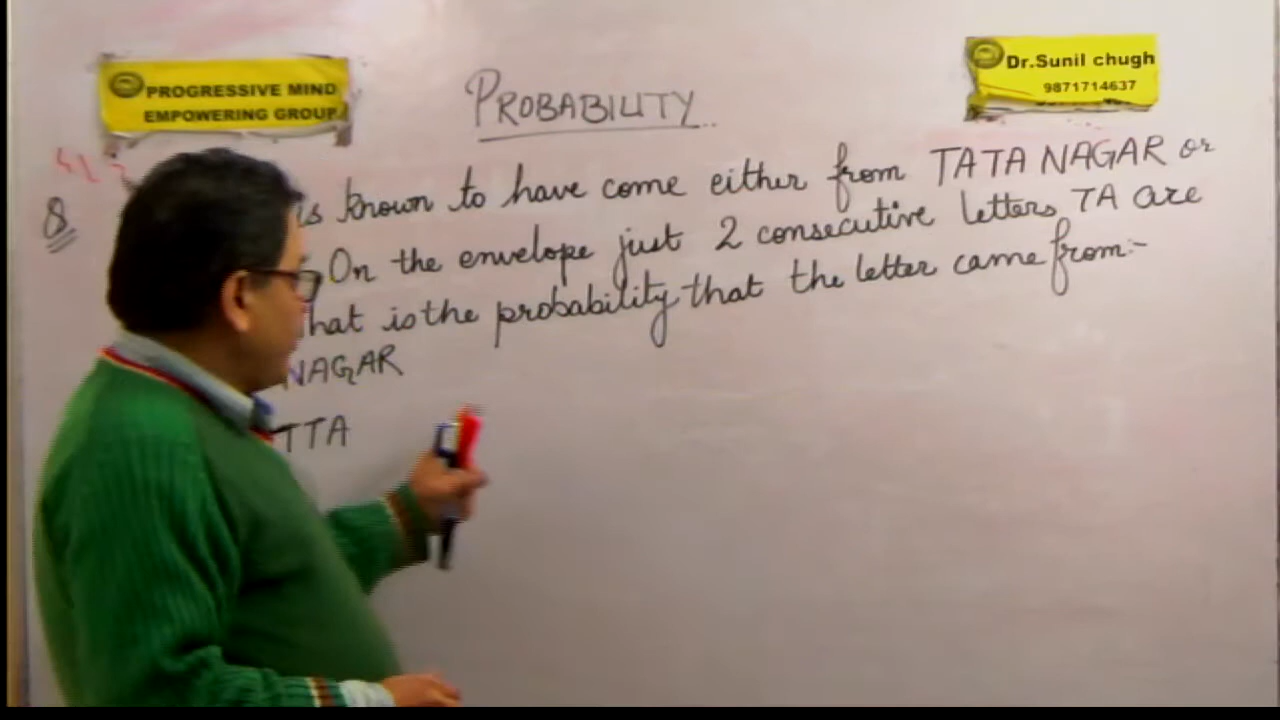 PROGRESSIVE MIND
EMPOWERING GROUP
Dr.Sunil chugh
9871714637
PROBABILITY
8
is known to have come either from TATA NAGAR or
On the envelope just 2 consecutive letters TA are
hat is the probability that the letter came from:-
NAGAR
TTA